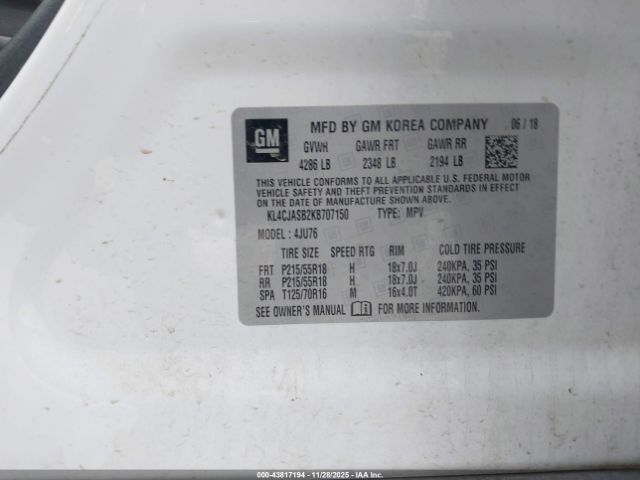 GM
MFD BY GM KOREA COMPANY 06 / 18
GVWR GAWR FRT GAWR RR
4286 LB 2348 LB 2194 LB
THIS VEHICLE CONFORMS TO ALL APPLICABLE U.S. FEDERAL MOTOR
VEHICLE SAFETY AND THEFT PREVENTION STANDARDS IN EFFECT ON
THE DATE OF MANUFACTURE SHOWN ABOVE.
KL4CJASB2KB707150 TYPE: MPV
MODEL: 4JU76
TIRE SIZE SPEED RTG RIM COLD TIRE PRESSURE
FRT P215/55R18 H 18x7.0J 240KPA, 35 PSI
RR P215/55R18 H 18x7.0J 240KPA, 35 PSI
SPA T125/70R16 M 16x4.0T 420KPA, 60 PSI
SEE OWNER'S MANUAL FOR MORE INFORMATION
000-43817194 - 11/28/2025 - IAAI.COM